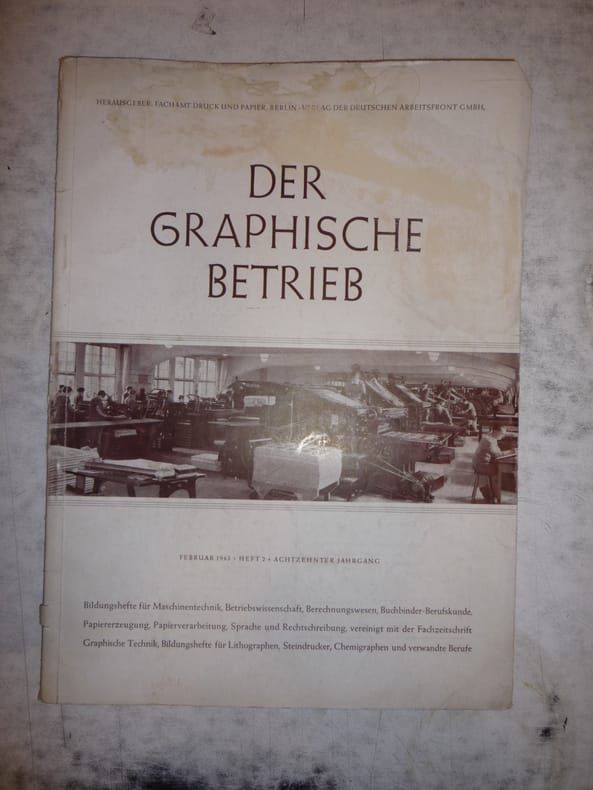 HERAUSGEBER: FACHAMT DRUCK UND PAPIER, BERLIN · VERLAG DER DEUTSCHEN ARBEITSFRONT GMBH,
DER
GRAPHISCHE
BETRIEB
FEBRUAR 1943 · HEFT 2 · ACHTZEHNTER JAHRGANG
Bildungshefte für Maschinentechnik, Betriebswissenschaft, Berechnungswesen, Buchbinder-Berufskunde,
Papiererzeugung, Papierverarbeitung, Sprache und Rechtschreibung, vereinigt mit der Fachzeitschrift
Graphische Technik, Bildungshefte für Lithographen, Steindrucker, Chemigraphen und verwandte Berufe